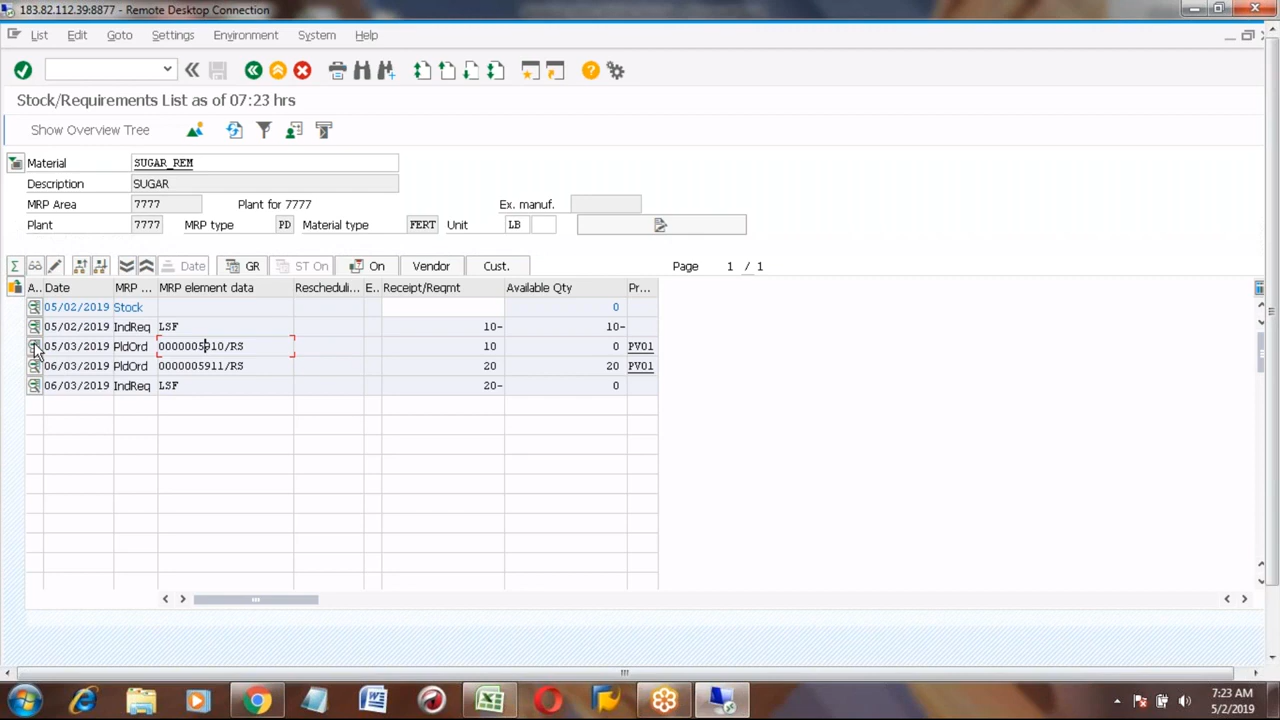 183.82.112.39:8877 - Remote Desktop Connection
List Edit Goto Settings Environment System Help
Stock/Requirements List as of 07:23 hrs
Show Overview Tree
Material SUGAR_REM
Description SUGAR
MRP Area 7777 Plant for 7777 Ex. manuf.
Plant 7777 MRP type PD Material type FERT Unit LB
Σ Date GR ST On On Vendor Cust. Page 1 / 1
A.. Date MRP ... MRP element data Rescheduli... E.. Receipt/Reqmt Available Qty Pr...
05/02/2019 Stock 0
05/02/2019 IndReq LSF 10- 10-
05/03/2019 PldOrd 0000005910/RS 10 0 PV01
06/03/2019 PldOrd 0000005911/RS 20 20 PV01
06/03/2019 IndReq LSF 20- 0
7:23 AM
5/2/2019